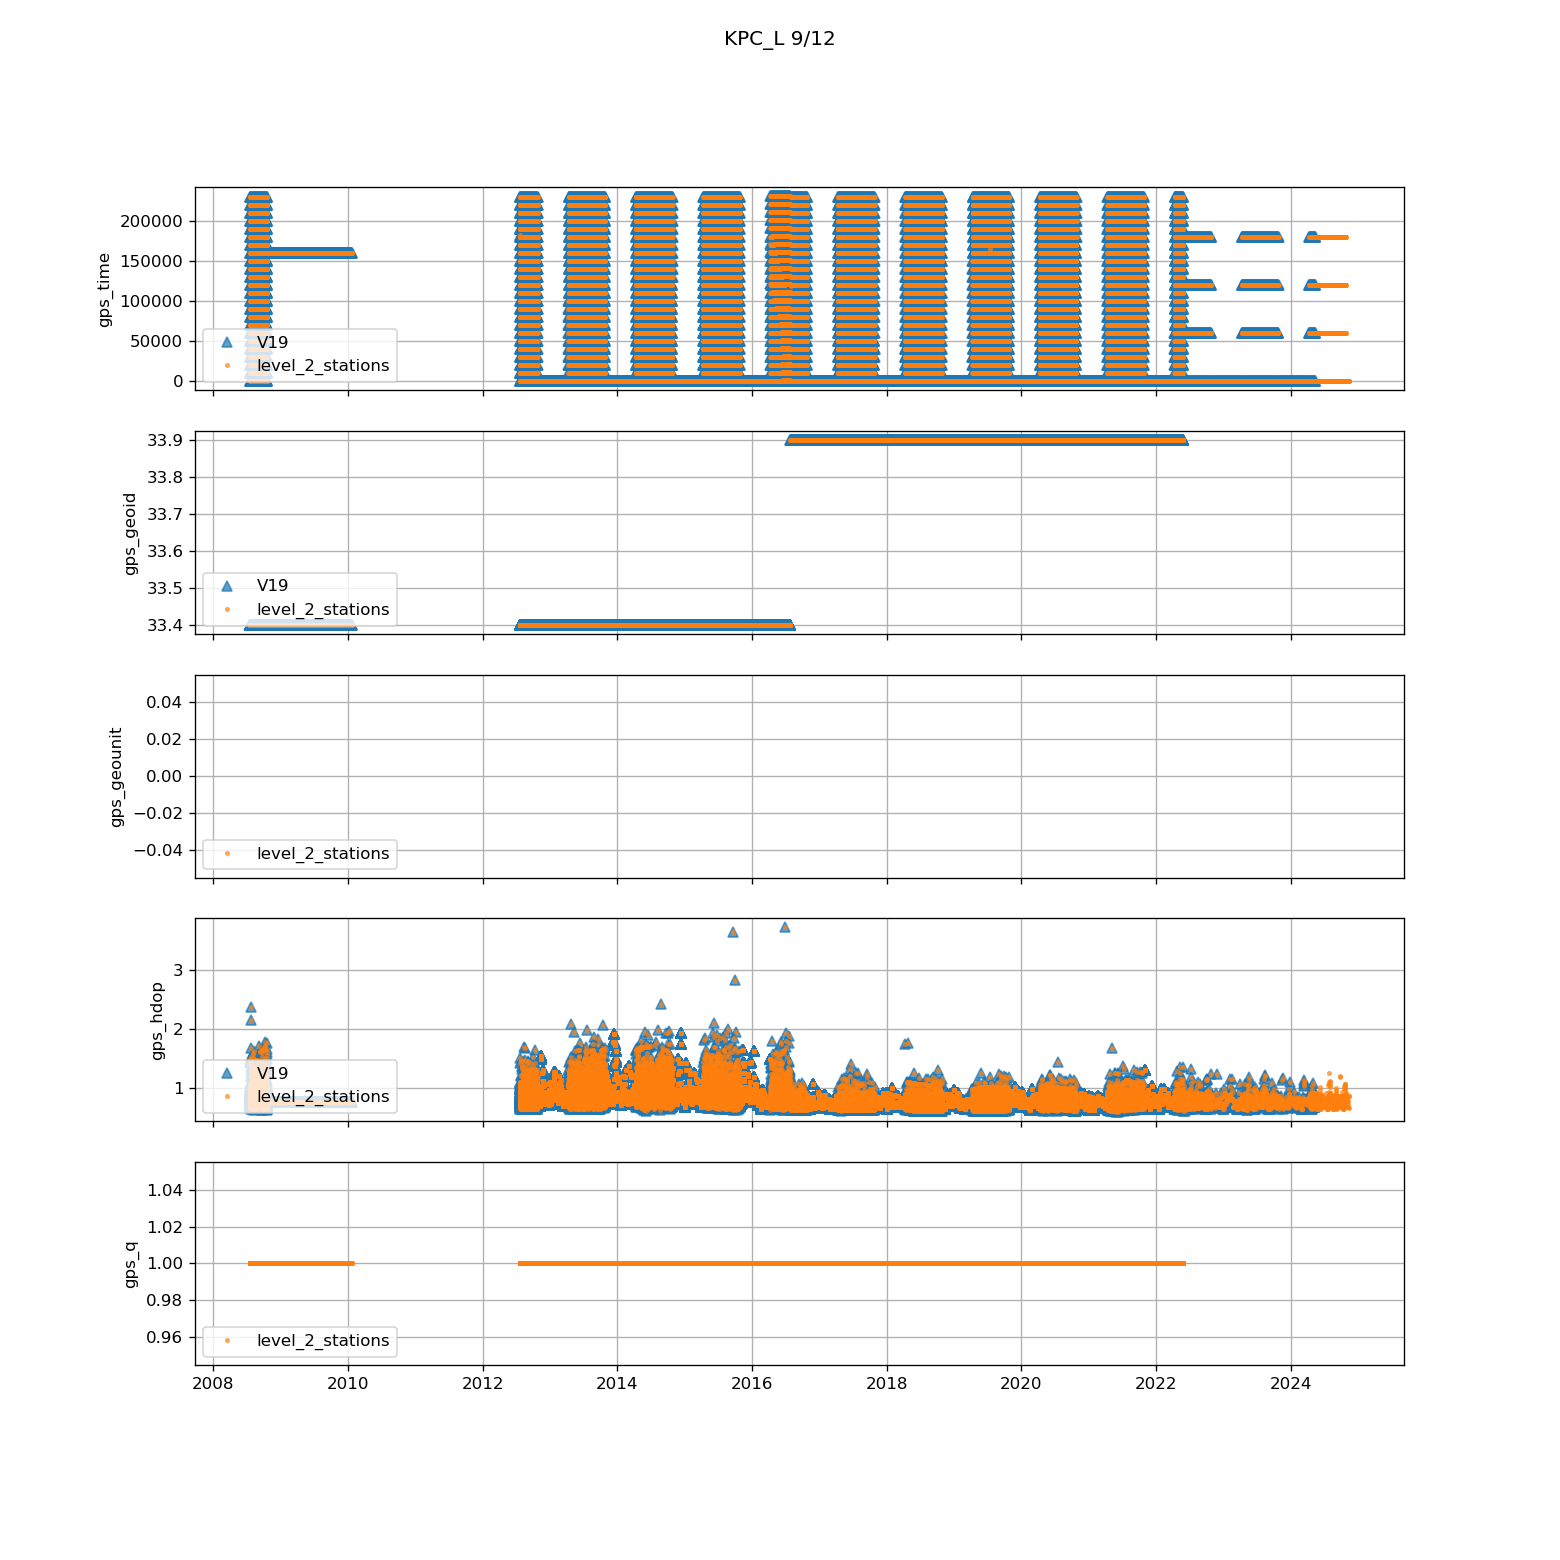 KPC_L 9/12
gps_time
200000
150000
100000
50000
0
V19
level_2_stations
gps_geoid
33.9
33.8
33.7
33.6
33.5
33.4
V19
level_2_stations
gps_geounit
0.04
0.02
0.00
−0.02
−0.04
level_2_stations
gps_hdop
3
2
1
V19
level_2_stations
gps_q
1.04
1.02
1.00
0.98
0.96
level_2_stations
2008 2010 2012 2014 2016 2018 2020 2022 2024